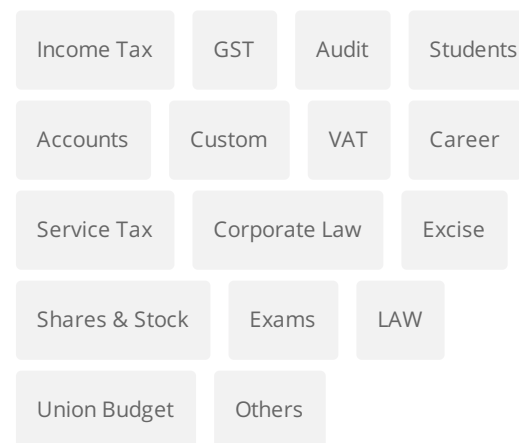 Income Tax GST Audit Students
Accounts Custom VAT Career
Service Tax Corporate Law Excise
Shares & Stock Exams LAW
Union Budget Others